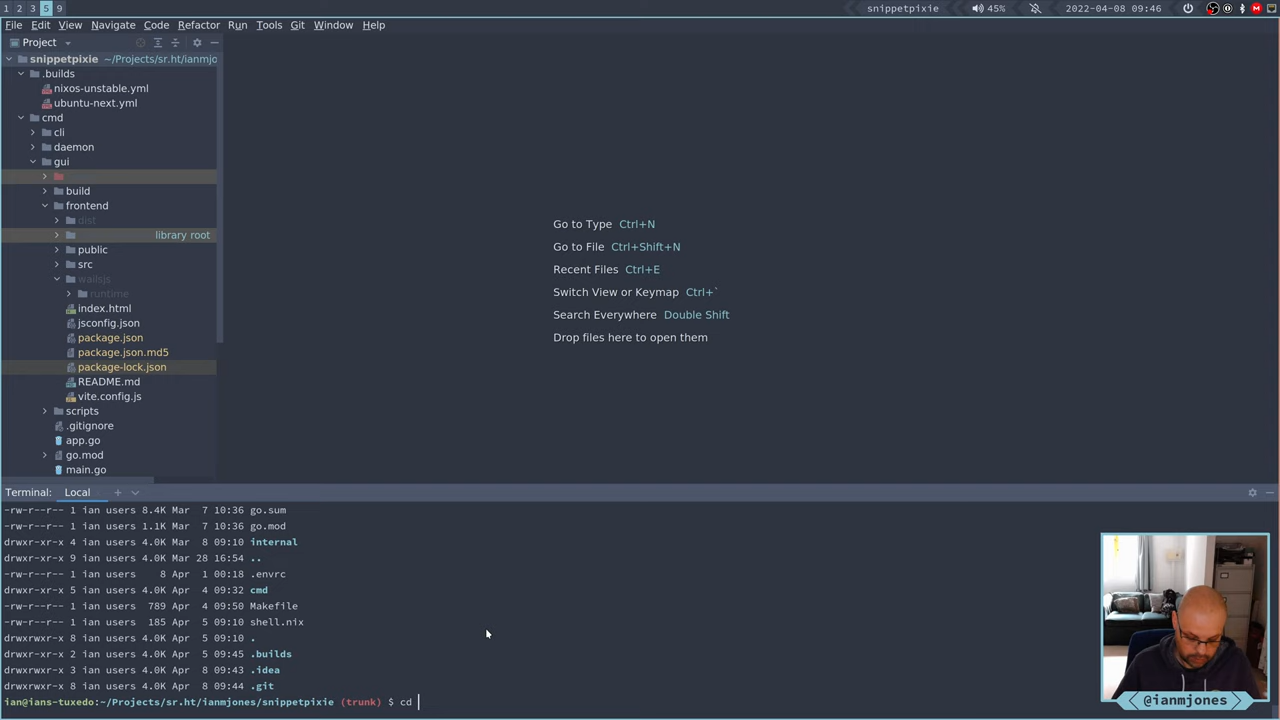 1 2 3 5 9
snippetpixie 45% 2022-04-08 09:46
File Edit View Navigate Code Refactor Run Tools Git Window Help
Project
snippetpixie ~/Projects/sr.ht/ianmjo
.builds
nixos-unstable.yml
ubuntu-next.yml
cmd
cli
daemon
gui
build
frontend
dist
library root
public
src
wailsjs
runtime
index.html
jsconfig.json
package.json
package.json.md5
package-lock.json
README.md
vite.config.js
scripts
.gitignore
app.go
go.mod
main.go
Go to Type Ctrl+N
Go to File Ctrl+Shift+N
Recent Files Ctrl+E
Switch View or Keymap Ctrl+`
Search Everywhere Double Shift
Drop files here to open them
Terminal: Local
-rw-r--r-- 1 ian users 8.4K Mar 7 10:36 go.sum
-rw-r--r-- 1 ian users 1.1K Mar 7 10:36 go.mod
drwxr-xr-x 4 ian users 4.0K Mar 8 09:10 internal
drwxr-xr-x 9 ian users 4.0K Mar 28 16:54 ..
-rw-r--r-- 1 ian users 8 Apr 1 00:18 .envrc
drwxr-xr-x 5 ian users 4.0K Apr 4 09:32 cmd
-rw-r--r-- 1 ian users 789 Apr 4 09:50 Makefile
-rw-r--r-- 1 ian users 185 Apr 5 09:10 shell.nix
drwxrwxr-x 8 ian users 4.0K Apr 5 09:10 .
drwxrwxr-x 2 ian users 4.0K Apr 5 09:45 .builds
drwxrwxr-x 3 ian users 4.0K Apr 8 09:43 .idea
drwxrwxr-x 8 ian users 4.0K Apr 8 09:44 .git
ian@ians-tuxedo:~/Projects/sr.ht/ianmjones/snippetpixie (trunk) $ cd
@ianmjones